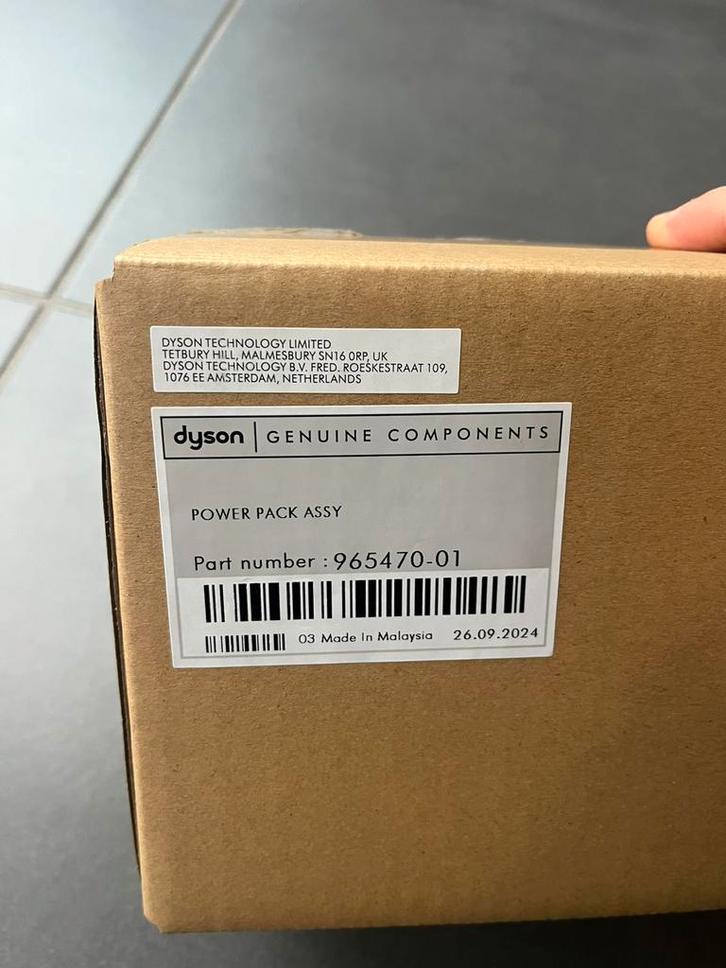 DYSON TECHNOLOGY LIMITED
TETBURY HILL, MALMESBURY SN16 0RP, UK
DYSON TECHNOLOGY B.V. FRED. ROESKESTRAAT 109,
1076 EE AMSTERDAM, NETHERLANDS
dyson | GENUINE COMPONENTS
POWER PACK ASSY
Part number : 965470-01
03 Made In Malaysia 26.09.2024